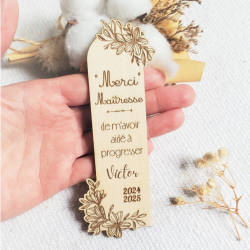 "Merci"
Maîtresse
de m'avoir
aidé à
progresser
Victor
2024
2025